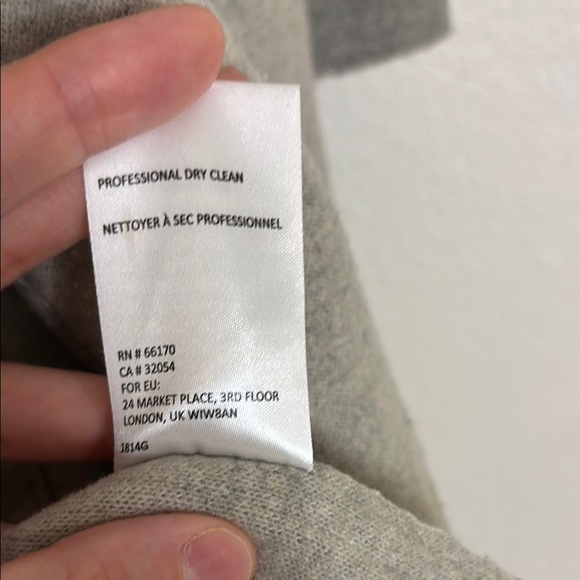 PROFESSIONAL DRY CLEAN
NETTOYER À SEC PROFESSIONNEL
RN # 66170
CA # 32054
FOR EU:
24 MARKET PLACE, 3RD FLOOR
LONDON, UK WIW8AN
1814G